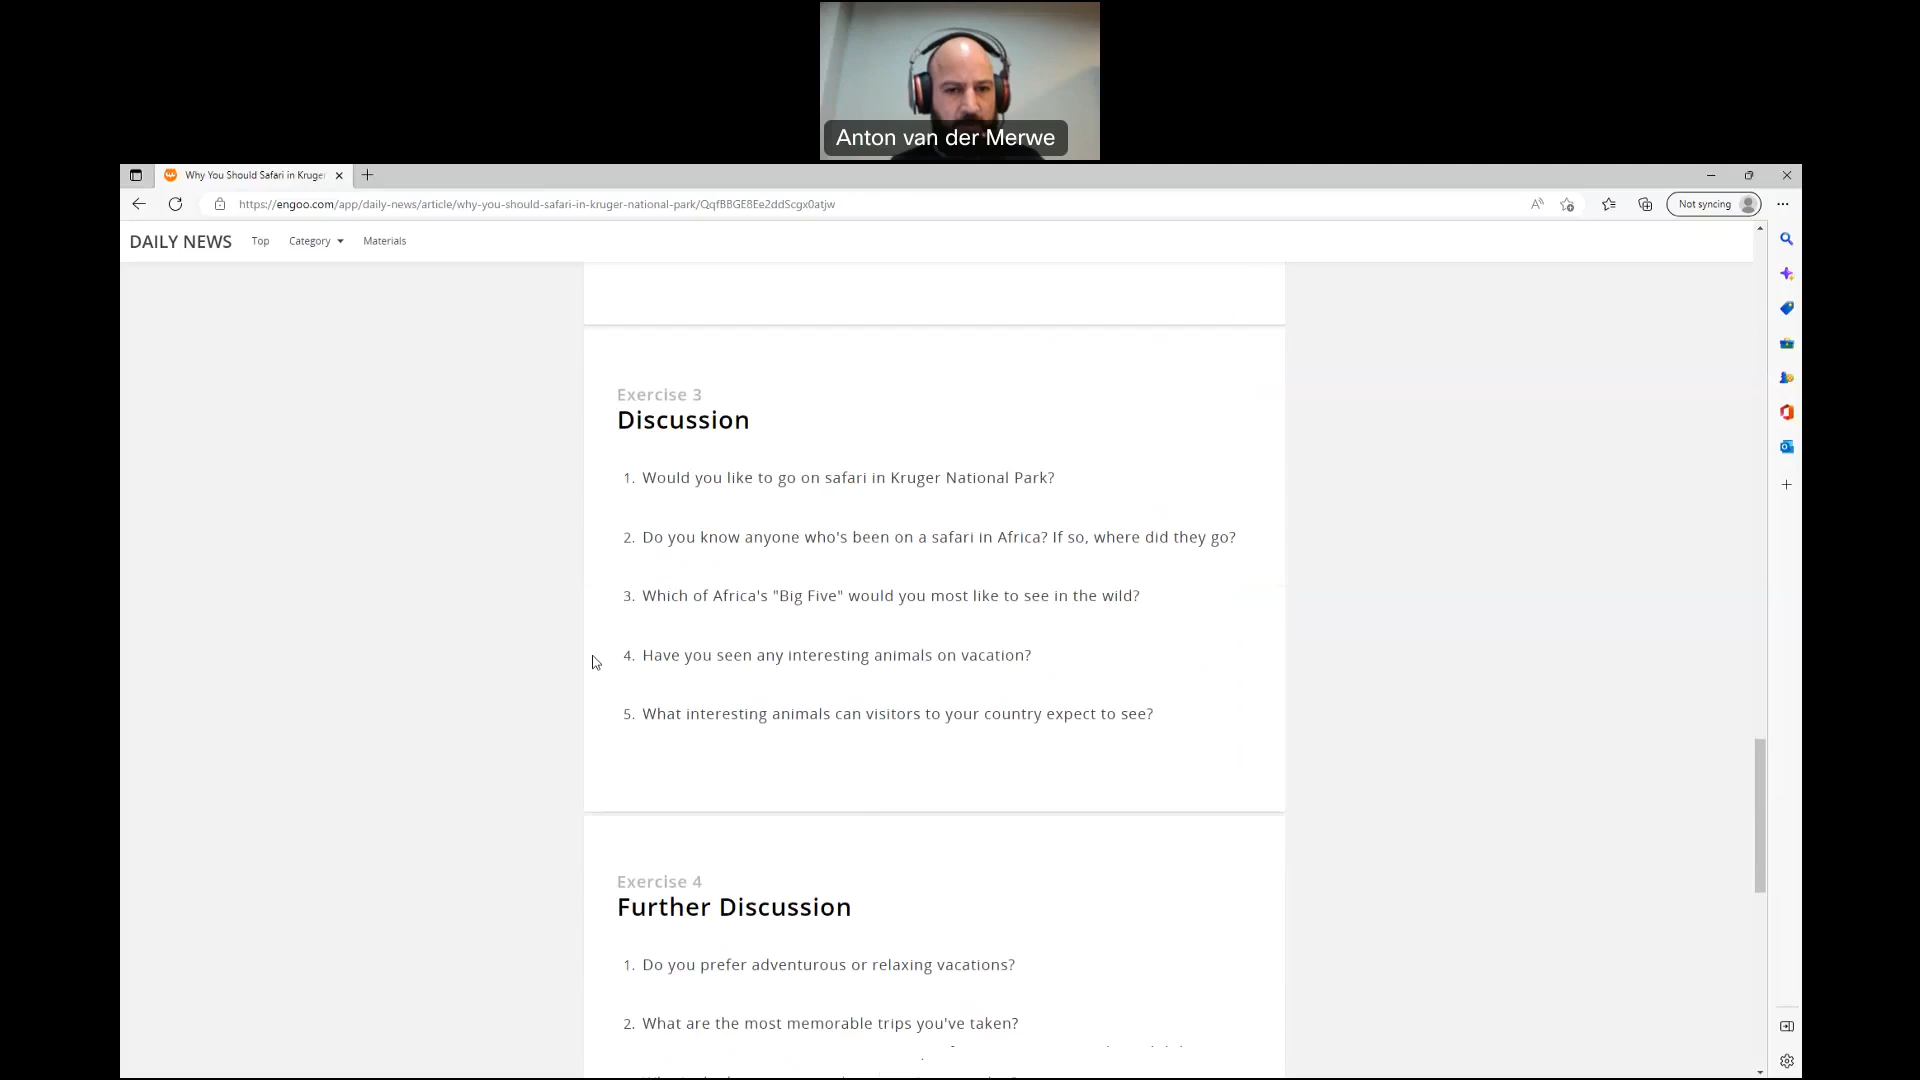 Anton van der Merwe
Why You Should Safari in Kruger
https://engoo.com/app/daily-news/article/why-you-should-safari-in-kruger-national-park/QqfBBGE8Ee2ddScgx0atjw
Not syncing
DAILY NEWS Top Category Materials
Exercise 3
Discussion
1. Would you like to go on safari in Kruger National Park?
2. Do you know anyone who's been on a safari in Africa? If so, where did they go?
3. Which of Africa's "Big Five" would you most like to see in the wild?
4. Have you seen any interesting animals on vacation?
5. What interesting animals can visitors to your country expect to see?
Exercise 4
Further Discussion
1. Do you prefer adventurous or relaxing vacations?
2. What are the most memorable trips you've taken?